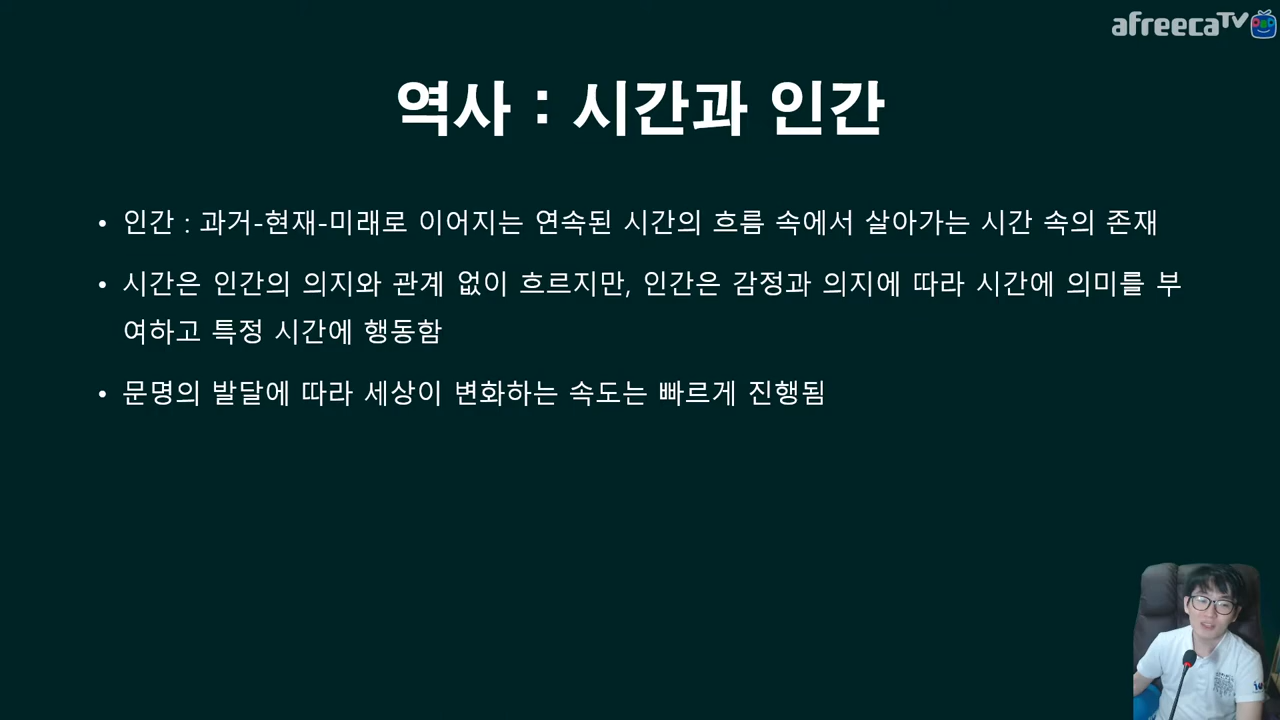 afreecaTV
역사 : 시간과 인간
• 인간 : 과거-현재-미래로 이어지는 연속된 시간의 흐름 속에서 살아가는 시간 속의 존재
• 시간은 인간의 의지와 관계 없이 흐르지만, 인간은 감정과 의지에 따라 시간에 의미를 부
여하고 특정 시간에 행동함
• 문명의 발달에 따라 세상이 변화하는 속도는 빠르게 진행됨